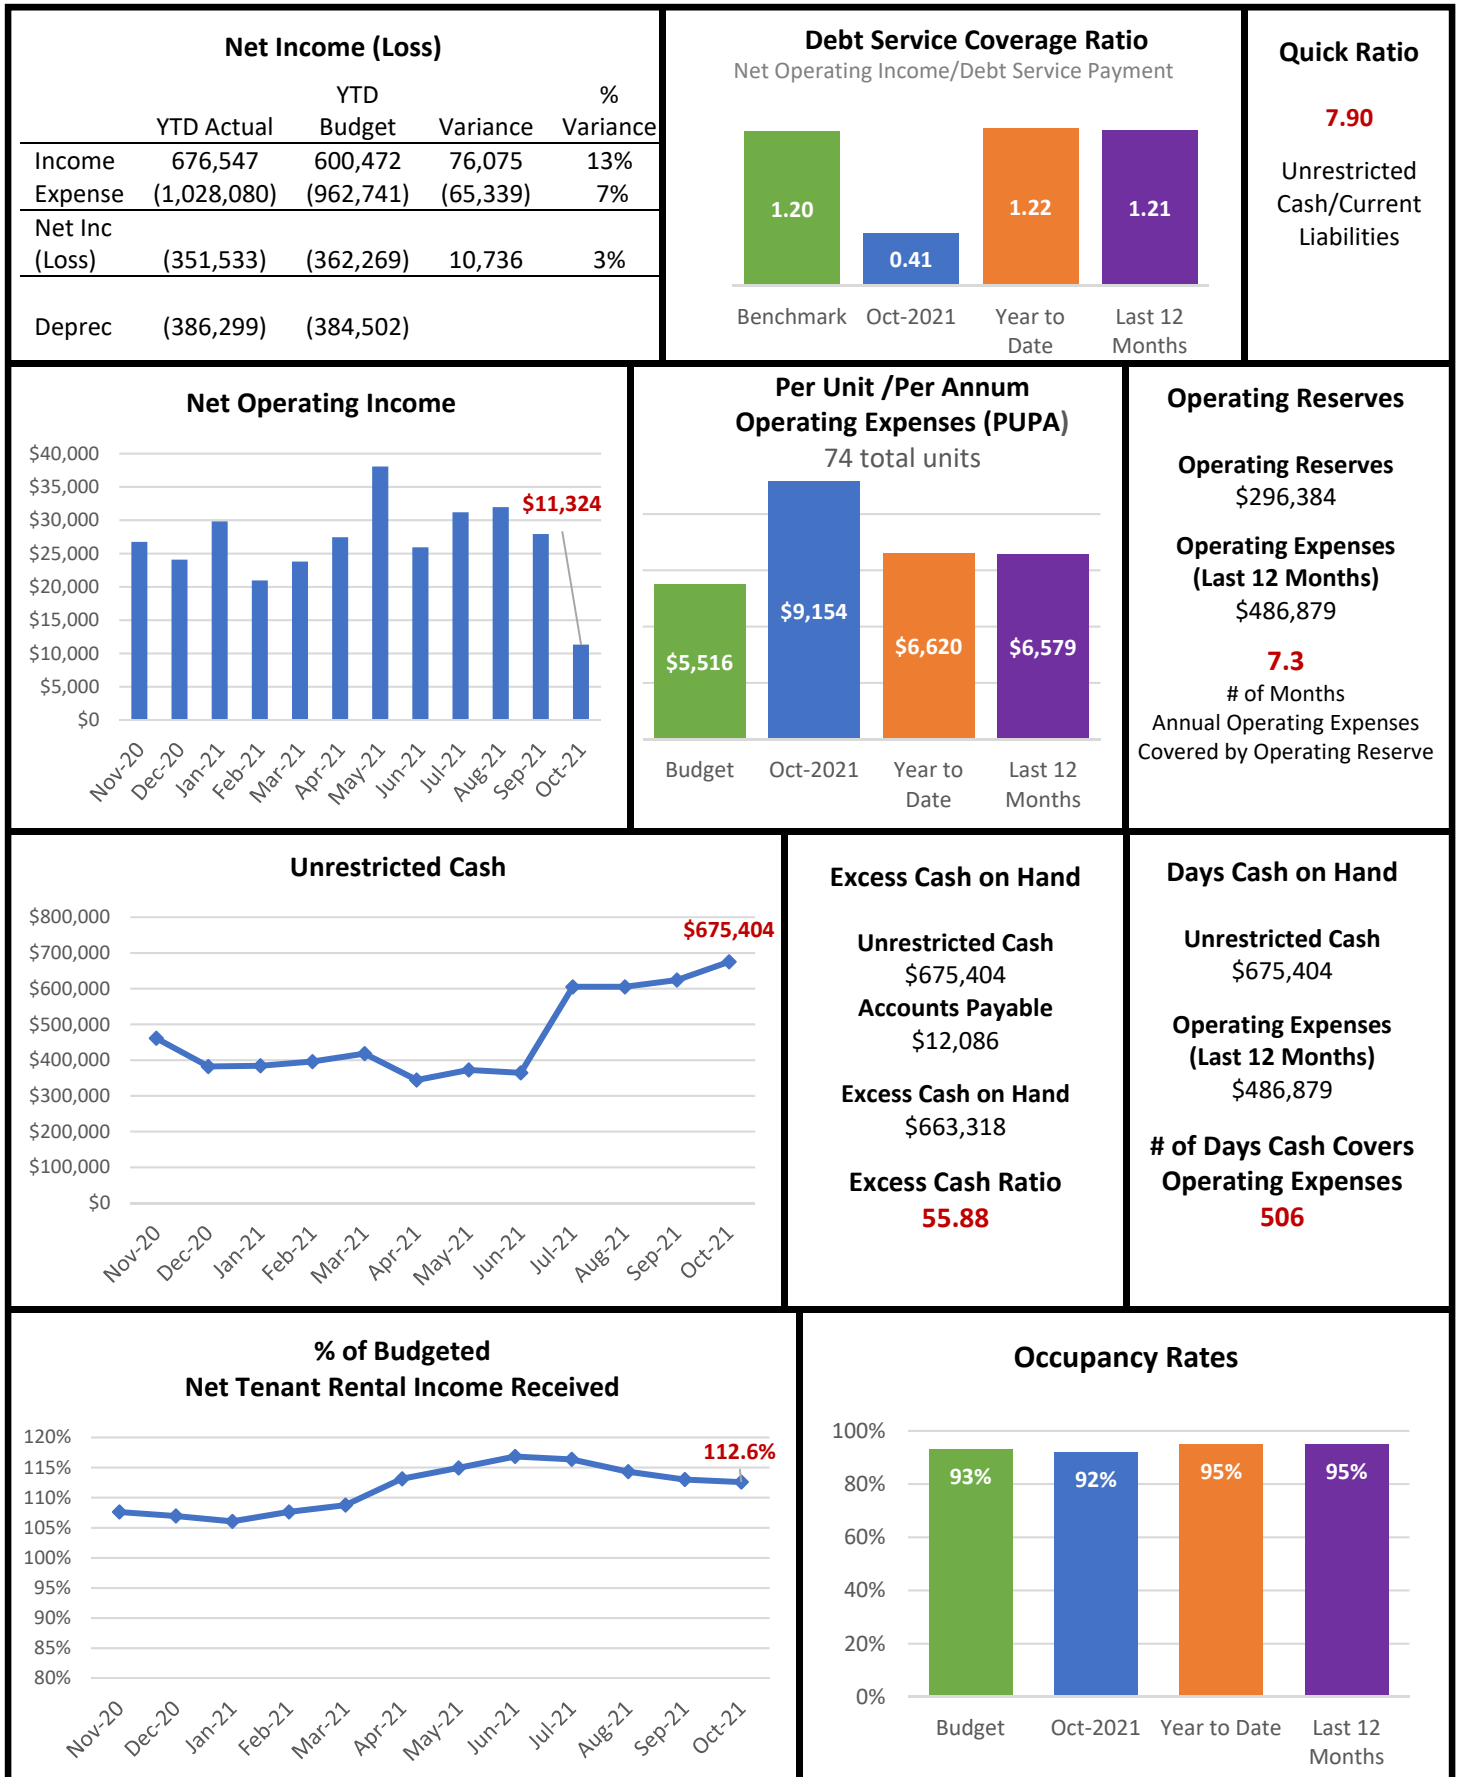 Net Income (Loss)
YTD %
YTD Actual Budget Variance Variance
Income 676,547 600,472 76,075 13%
Expense (1,028,080) (962,741) (65,339) 7%
Net Inc
(Loss) (351,533) (362,269) 10,736 3%
Deprec (386,299) (384,502)
Debt Service Coverage Ratio
Net Operating Income/Debt Service Payment
1.20
0.41
1.22
1.21
Benchmark Oct-2021 Year to Last 12
Date Months
Quick Ratio
7.90
Unrestricted
Cash/Current
Liabilities
Net Operating Income
$40,000
$35,000
$30,000
$25,000
$20,000
$15,000
$10,000
$5,000
$0
$11,324
Nov-20
Dec-20
Jan-21
Feb-21
Mar-21
Apr-21
May-21
Jun-21
Jul-21
Aug-21
Sep-21
Oct-21
Per Unit /Per Annum
Operating Expenses (PUPA)
74 total units
$5,516
$9,154
$6,620
$6,579
Budget Oct-2021 Year to Last 12
Date Months
Operating Reserves
Operating Reserves
$296,384
Operating Expenses
(Last 12 Months)
$486,879
7.3
# of Months
Annual Operating Expenses
Covered by Operating Reserve
Unrestricted Cash
$800,000
$700,000
$600,000
$500,000
$400,000
$300,000
$200,000
$100,000
$0
$675,404
Nov-20
Dec-20
Jan-21
Feb-21
Mar-21
Apr-21
May-21
Jun-21
Jul-21
Aug-21
Sep-21
Oct-21
Excess Cash on Hand
Unrestricted Cash
$675,404
Accounts Payable
$12,086
Excess Cash on Hand
$663,318
Excess Cash Ratio
55.88
Days Cash on Hand
Unrestricted Cash
$675,404
Operating Expenses
(Last 12 Months)
$486,879
# of Days Cash Covers
Operating Expenses
506
% of Budgeted
Net Tenant Rental Income Received
120%
115%
110%
105%
100%
95%
90%
85%
80%
112.6%
Nov-20
Dec-20
Jan-21
Feb-21
Mar-21
Apr-21
May-21
Jun-21
Jul-21
Aug-21
Sep-21
Oct-21
Occupancy Rates
100%
80%
60%
40%
20%
0%
93%
92%
95%
95%
Budget Oct-2021 Year to Date Last 12
Months